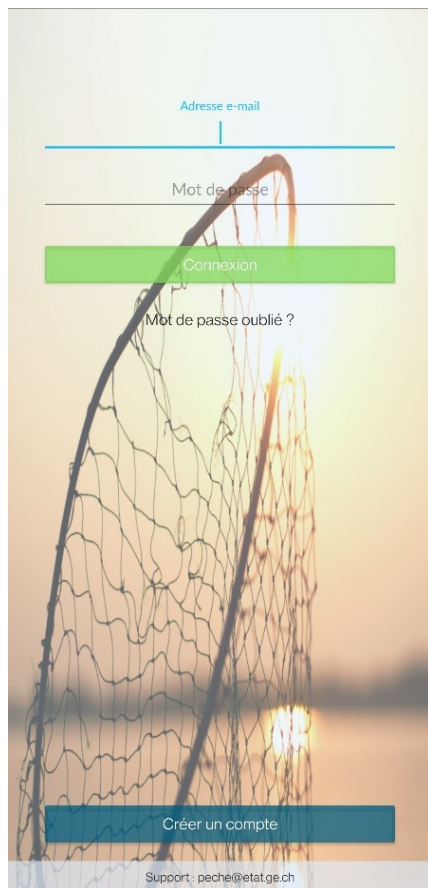 Adresse e-mail
Mot de passe
Connexion
Mot de passe oublié ?
Créer un compte
Support : peche@etat.ge.ch